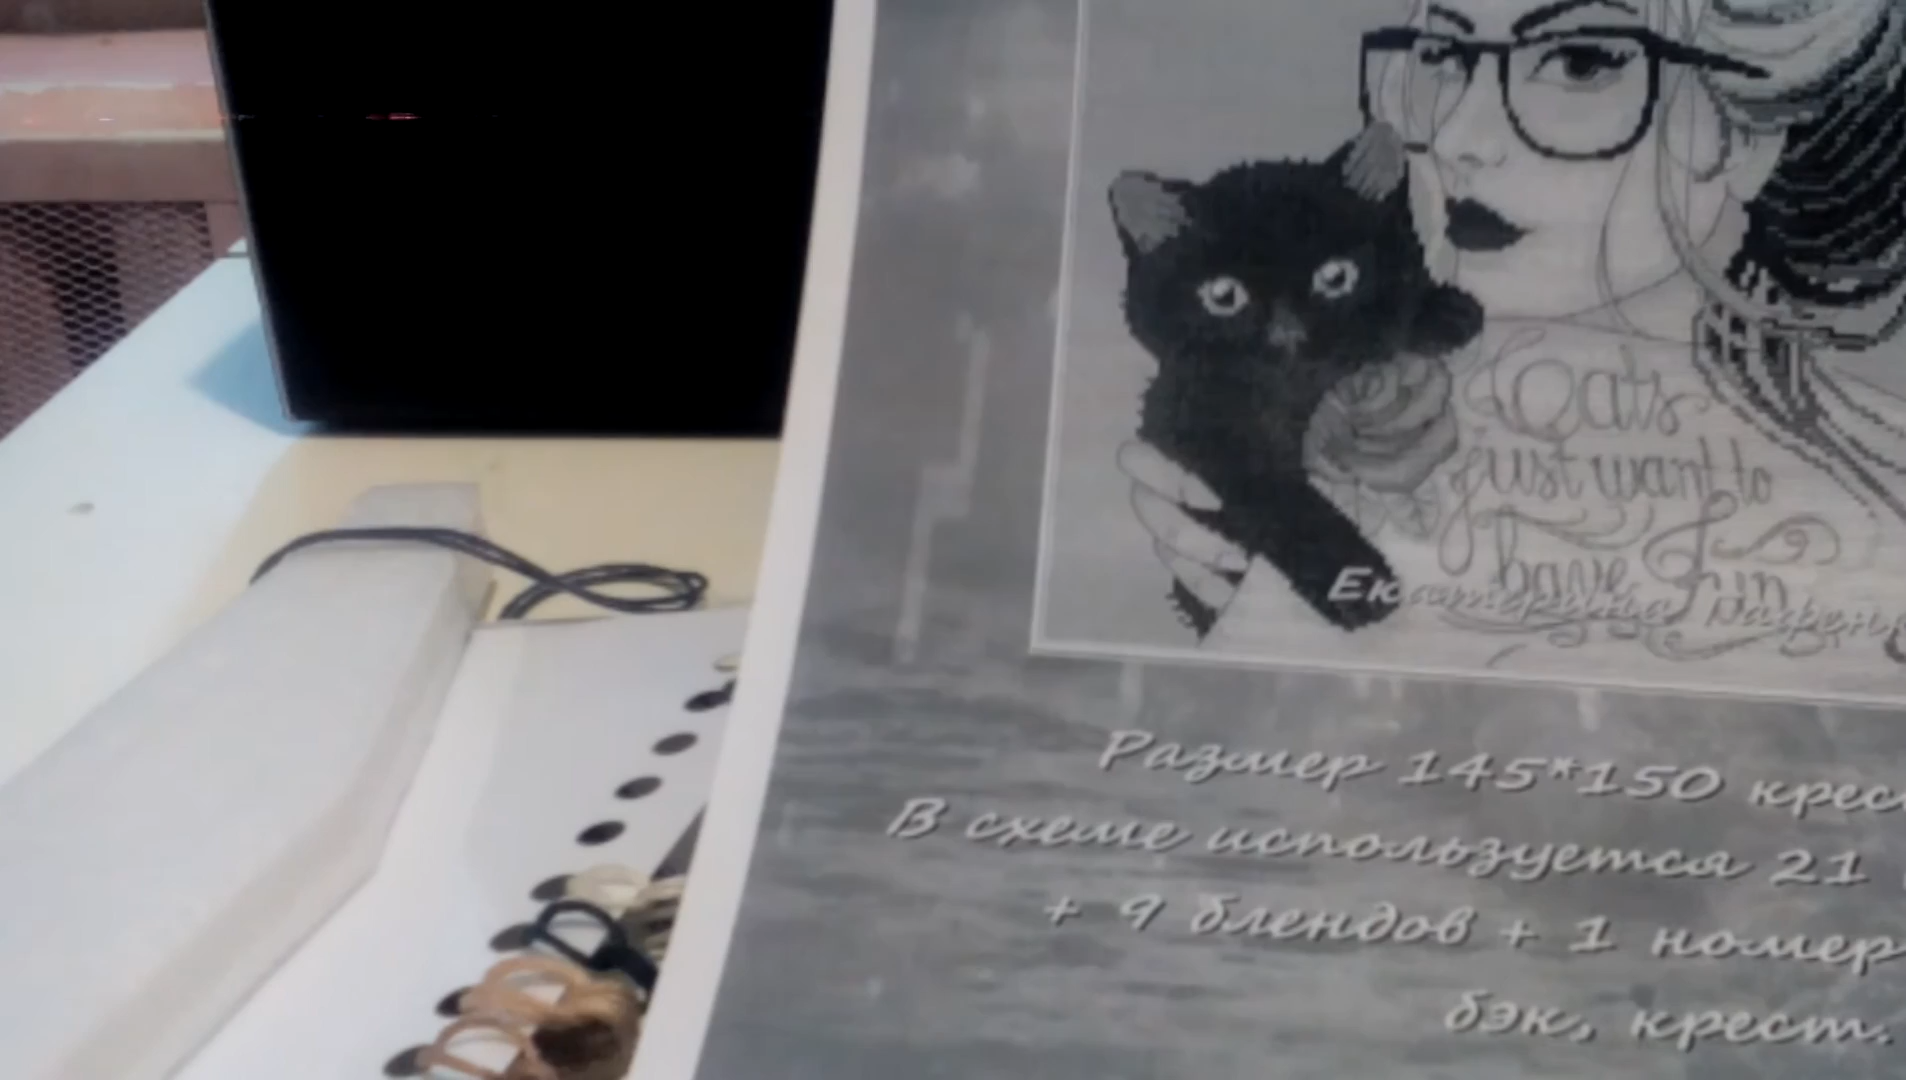 Cats
just want to
have fun
Екатерина
Размер 145*150 крес
В схеме используется 21
+ 9 блендов + 1 номер
бэк, крест.